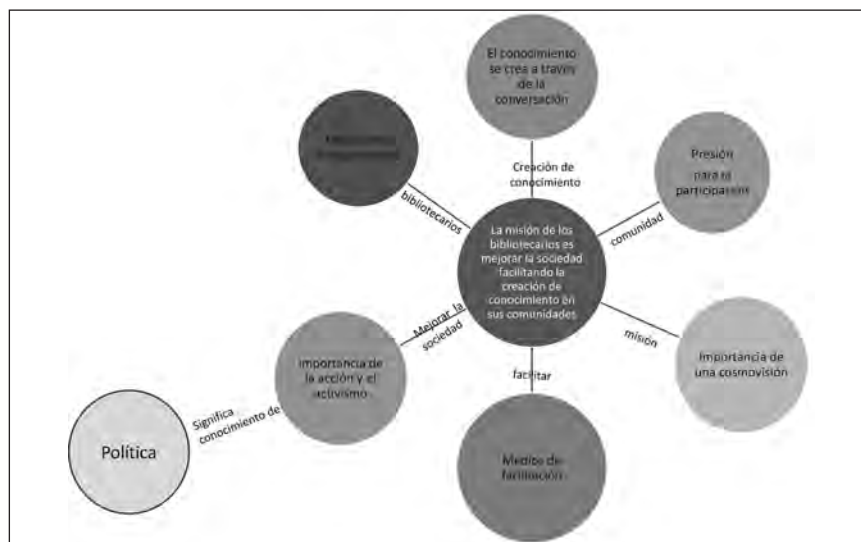 El conocimiento
se crea a través
de la
conversación
Creación de
conocimiento
Presión
para la
comunidad
bibliotecarios
La misión de los
bibliotecarios es
mejorar la sociedad
facilitando la
creación de
conocimiento en
sus comunidades
Mejorar la
sociedad
misión
Importancia de
una cosmovisión
Importancia de
la acción y el
activismo
facilitar
Medios de
facilitación
Significa
conocimiento de
Política